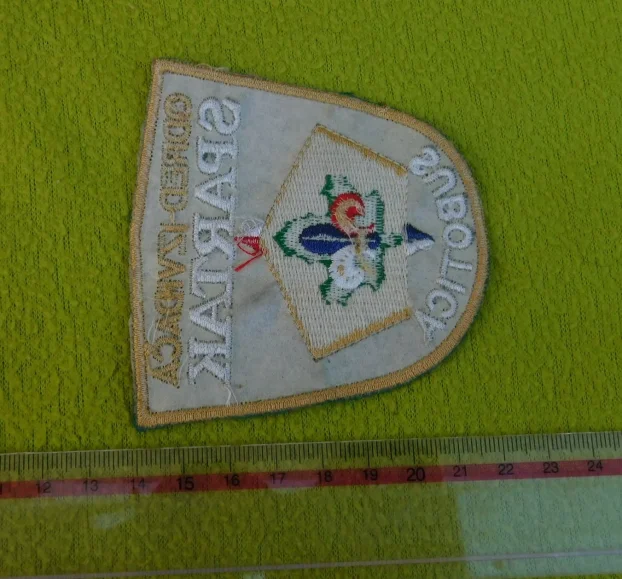 SUBOTICA
SPARTAK
ODRED IZVIĐAČA
12 13 14 15 16 17 18 19 20 21 22 23 24